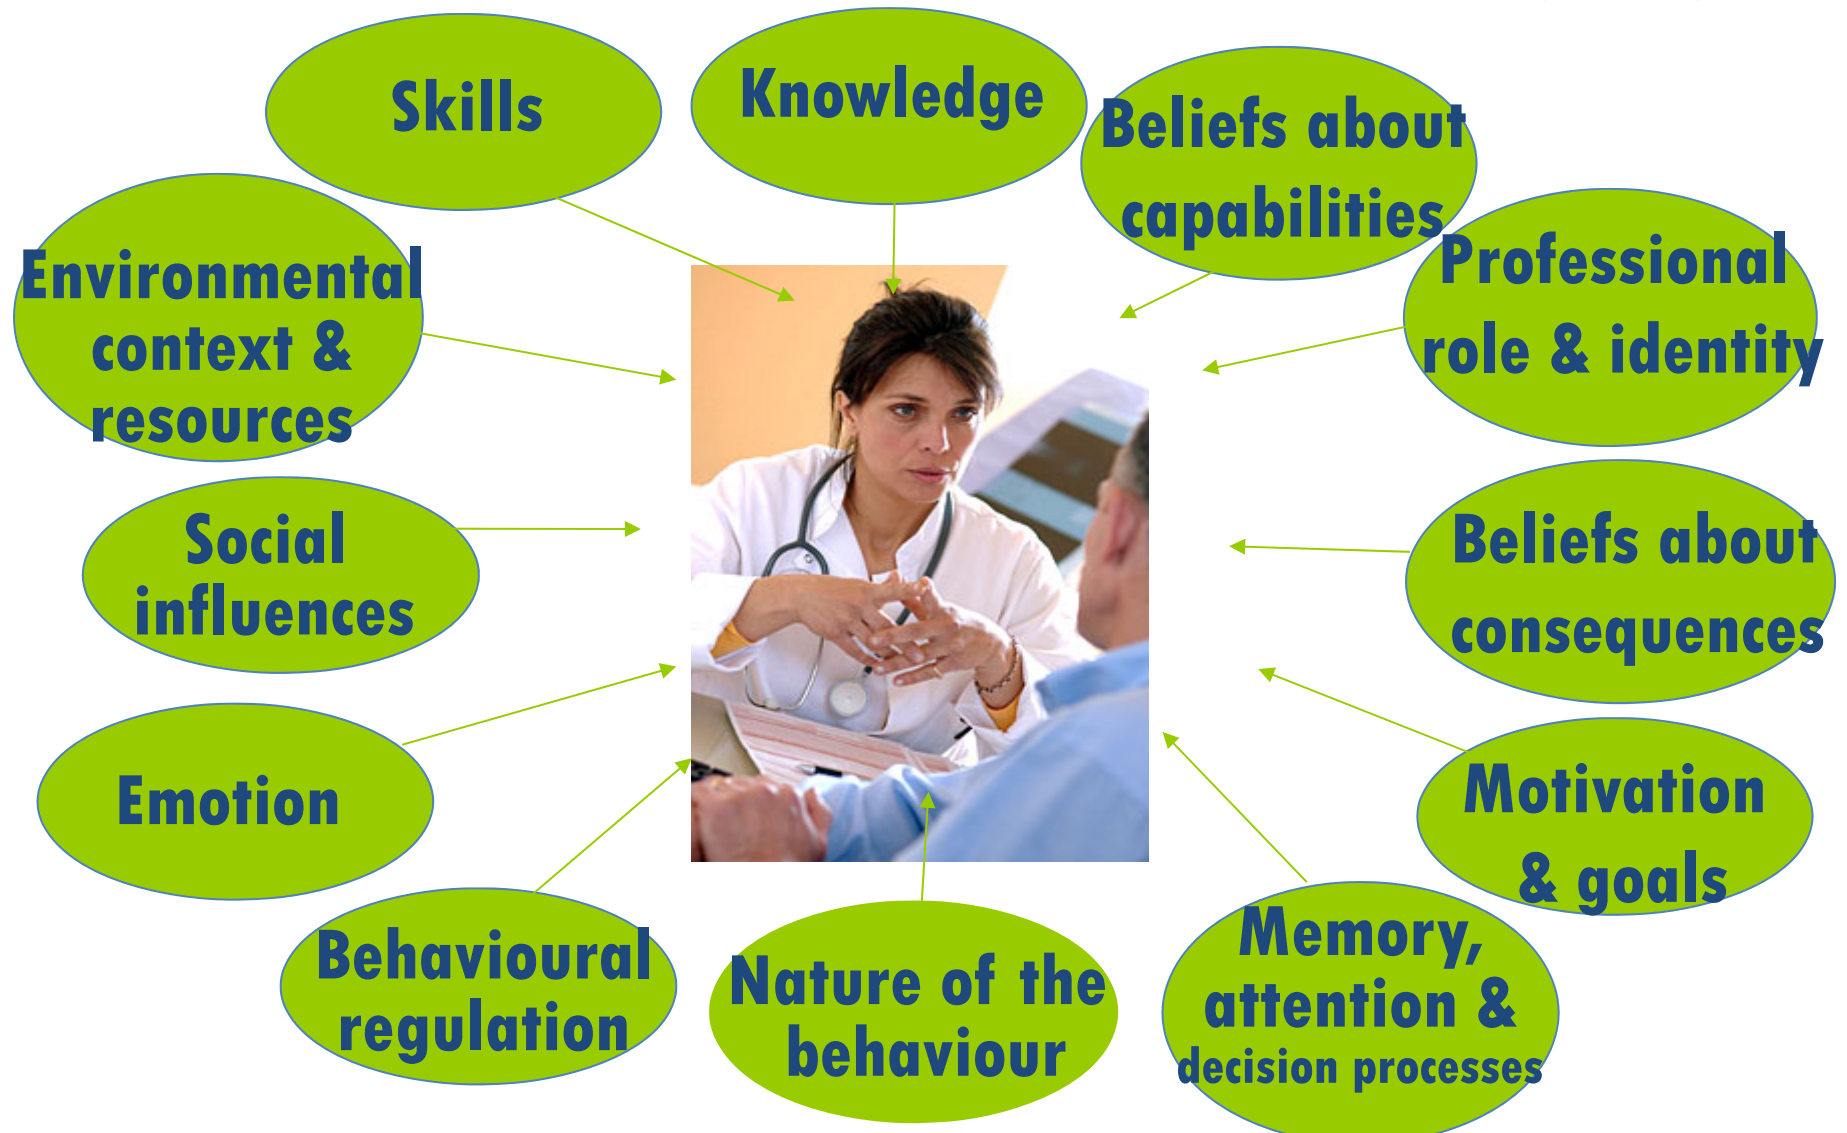 Skills
Knowledge
Beliefs about
capabilities
Professional
role & identity
Beliefs about
consequences
Motivation
& goals
Memory,
attention &
decision processes
Nature of the
behaviour
Behavioural
regulation
Emotion
Social
influences
Environmental
context &
resources